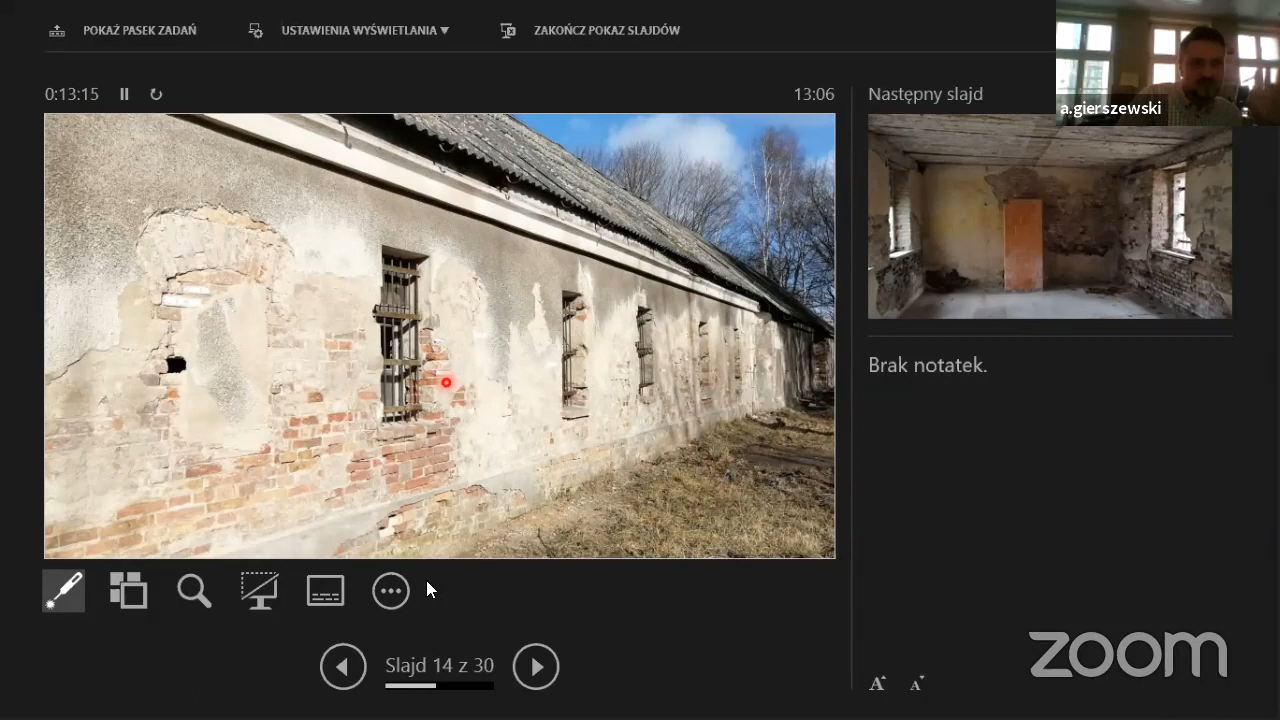 POKAŻ PASEK ZADAŃ
USTAWIENIA WYŚWIETLANIA
ZAKOŃCZ POKAZ SLAJDÓW
a.gierszewski
0:13:15
13:06
Następny slajd
Brak notatek.
Slajd 14 z 30
A A
zoom